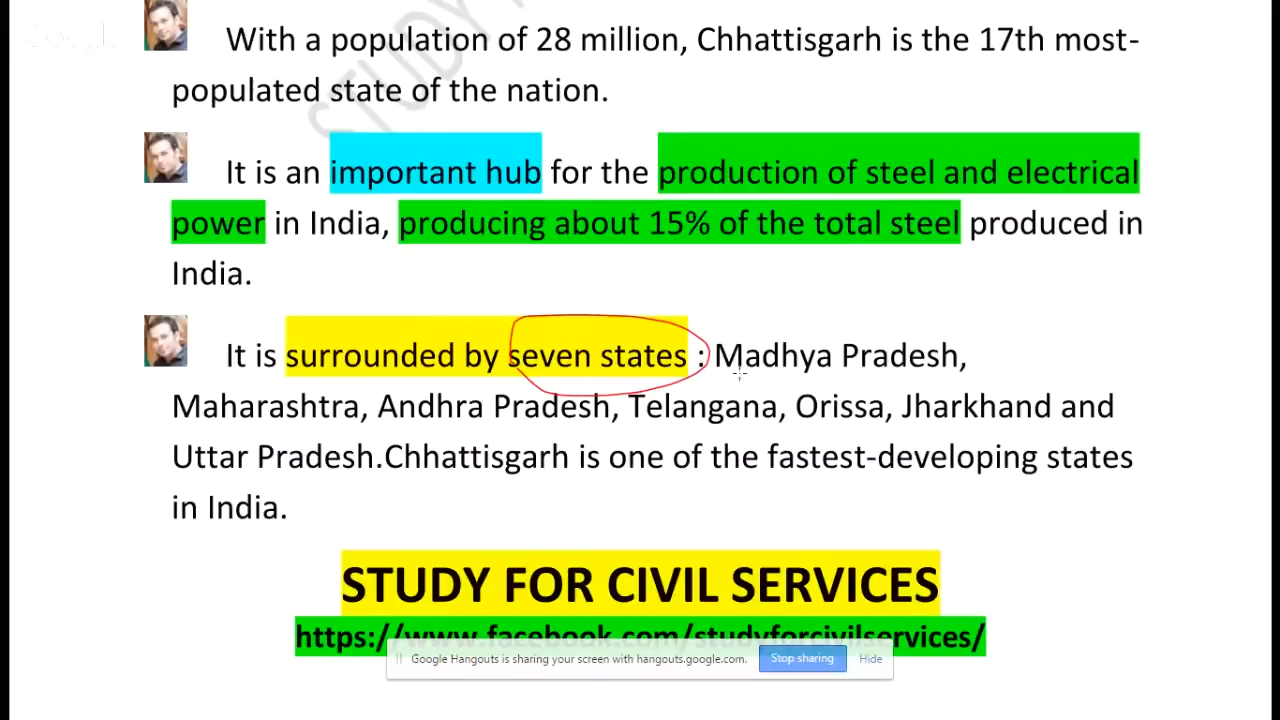 Google
With a population of 28 million, Chhattisgarh is the 17th most-
populated state of the nation.
It is an important hub for the production of steel and electrical
power in India, producing about 15% of the total steel produced in
India.
It is surrounded by seven states : Madhya Pradesh,
Maharashtra, Andhra Pradesh, Telangana, Orissa, Jharkhand and
Uttar Pradesh.Chhattisgarh is one of the fastest-developing states
in India.
STUDY FOR CIVIL SERVICES
https://www.facebook.com/studyforcivilservices/
Google Hangouts is sharing your screen with hangouts.google.com. Stop sharing Hide
STUDY